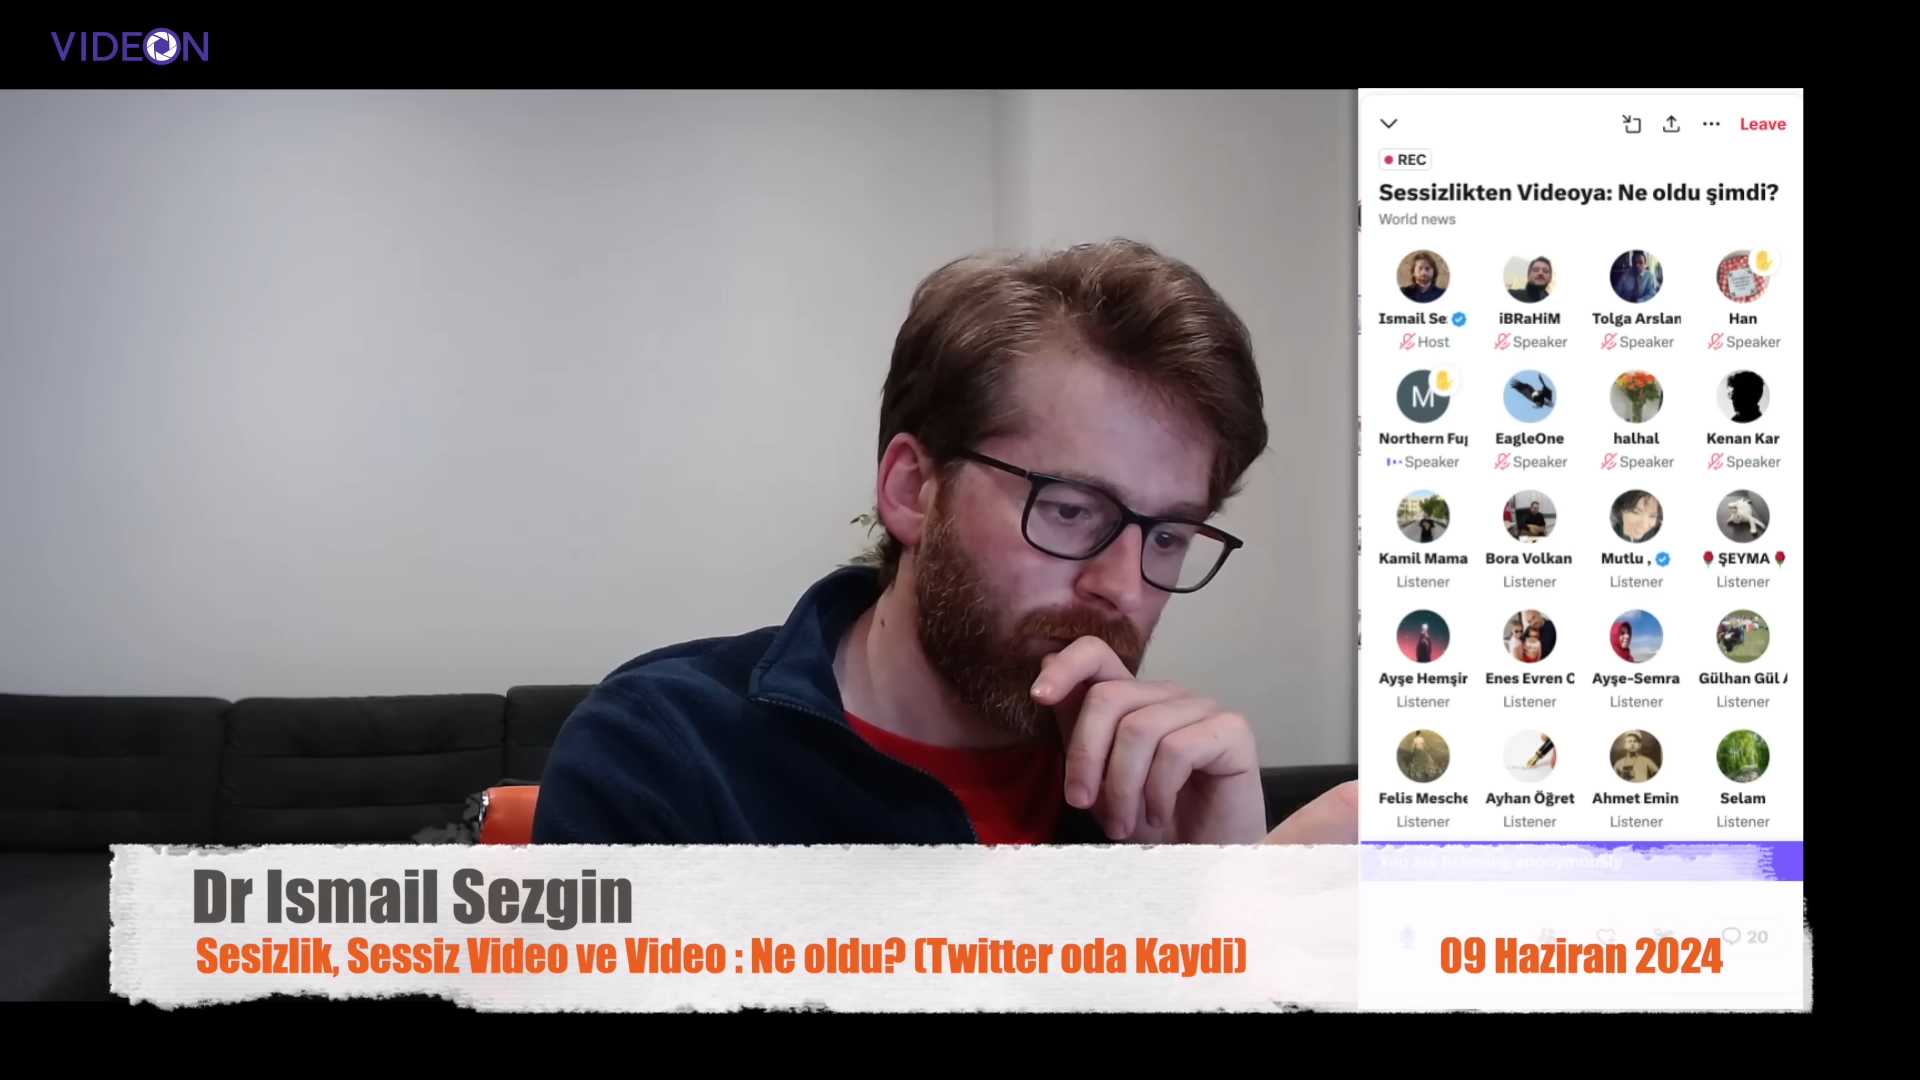 VIDEON
Leave
REC
Sessizlikten Videoya: Ne oldu şimdi?
World news
Ismail Se
iBRaHiM
Tolga Arslan
Han
Host
Speaker
Speaker
Speaker
M
Northern Fu
EagleOne
halhal
Kenan Kar
Speaker
Speaker
Speaker
Speaker
Kamil Mama
Bora Volkan
Mutlu ,
ŞEYMA
Listener
Listener
Listener
Listener
Ayşe Hemşir
Enes Evren
Ayşe-Semra
Gülhan Gül
Listener
Listener
Listener
Listener
Felis Mesche
Ayhan Öğret
Ahmet Emin
Selam
Listener
Listener
Listener
Listener
You are listening anonymously
20
Dr Ismail Sezgin
Sesizlik, Sessiz Video ve Video : Ne oldu? (Twitter oda Kaydi)
09 Haziran 2024